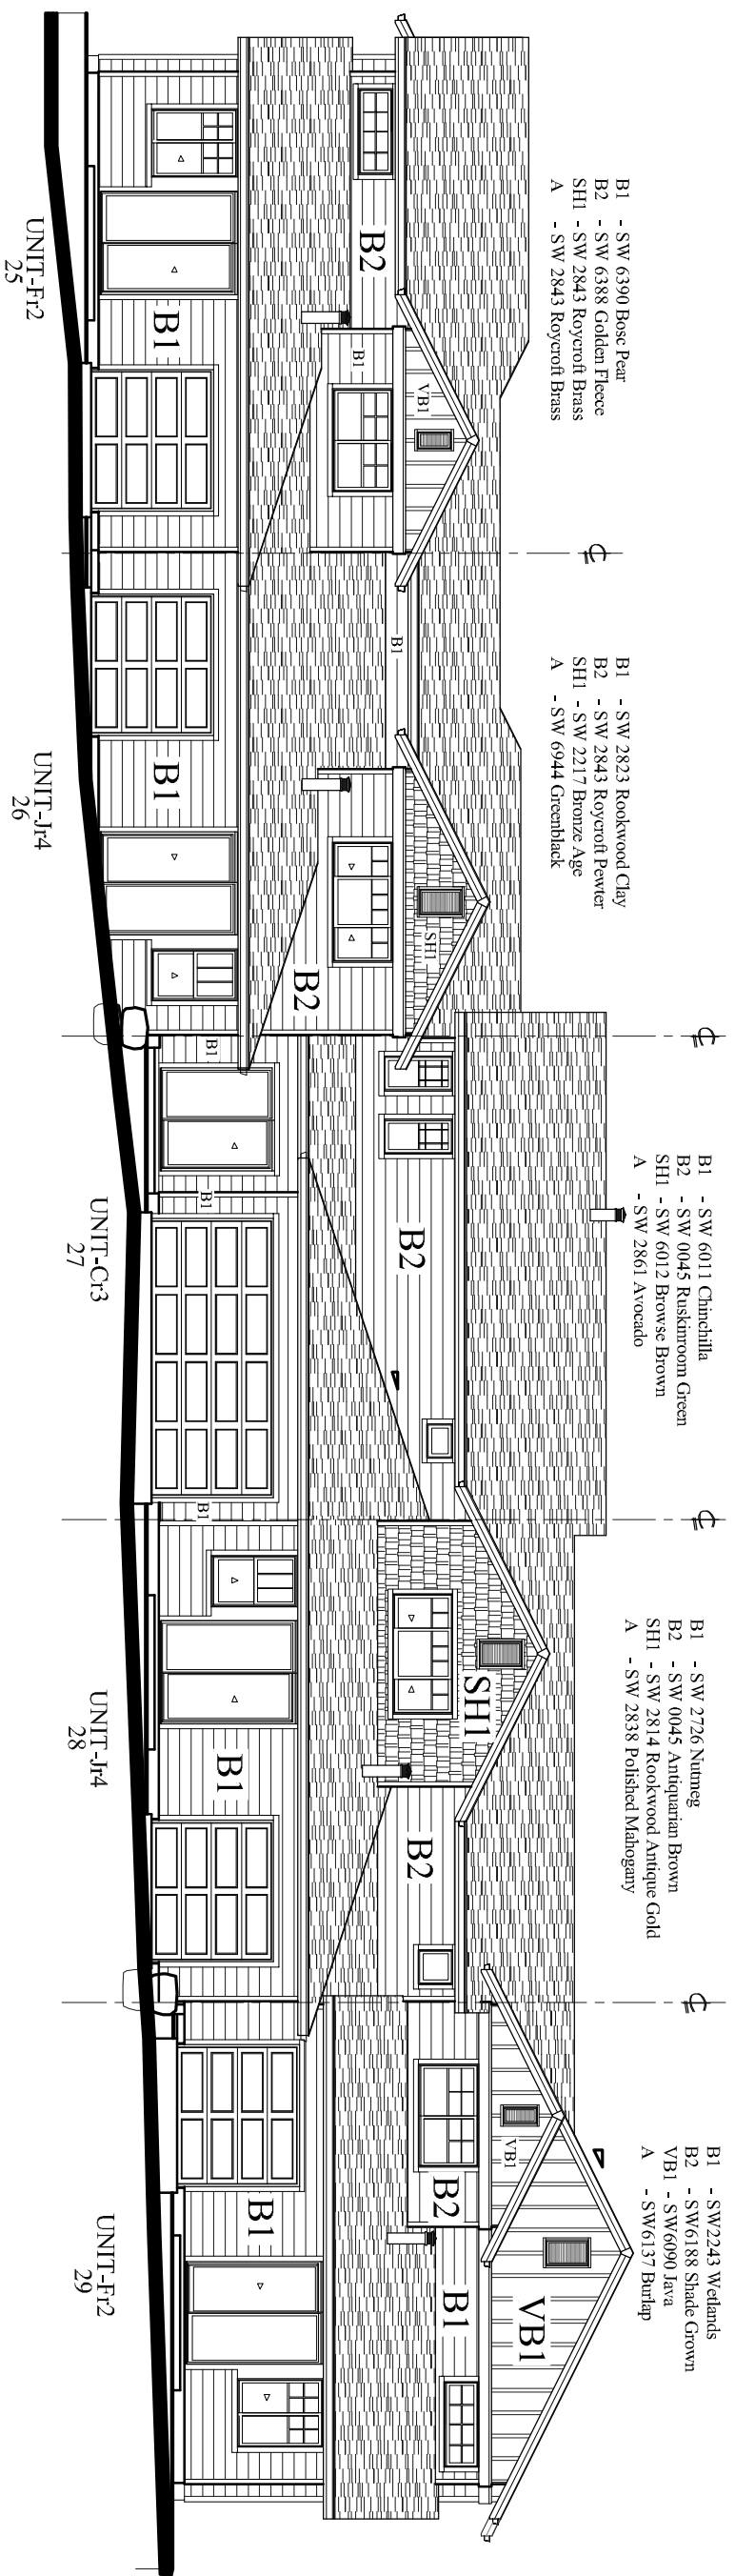 B1 - SW 6390 Bosc Pear
B2 - SW 6388 Golden Fleece
SH1 - SW 2843 Roycroft Brass
A - SW 2843 Roycroft Brass
B1 - SW 2823 Rookwood Clay
B2 - SW 2843 Roycroft Pewter
SH1 - SW 2217 Bronze Age
A - SW 6944 Greenblack
B1 - SW 6011 Chinchilla
B2 - SW 0045 Ruskinroom Green
SH1 - SW 6012 Browse Brown
A - SW 2861 Avocado
B1 - SW 2726 Nutmeg
B2 - SW 0045 Antiquarian Brown
SH1 - SW 2814 Rookwood Antique Gold
A - SW 2838 Polished Mahogany
B1 - SW2243 Wetlands
B2 - SW6188 Shade Grown
VB1 - SW6090 Java
A - SW6137 Burlap
B2
VB1
B1
B1
B1
SH1
B2
B1
B1
B2
B1
B1
SH1
B2
B1
VB1
VB1
B2
B1
B1
UNIT-Fr2
25
UNIT-Jr4
26
UNIT-Cr3
27
UNIT-Jr4
28
UNIT-Fr2
29